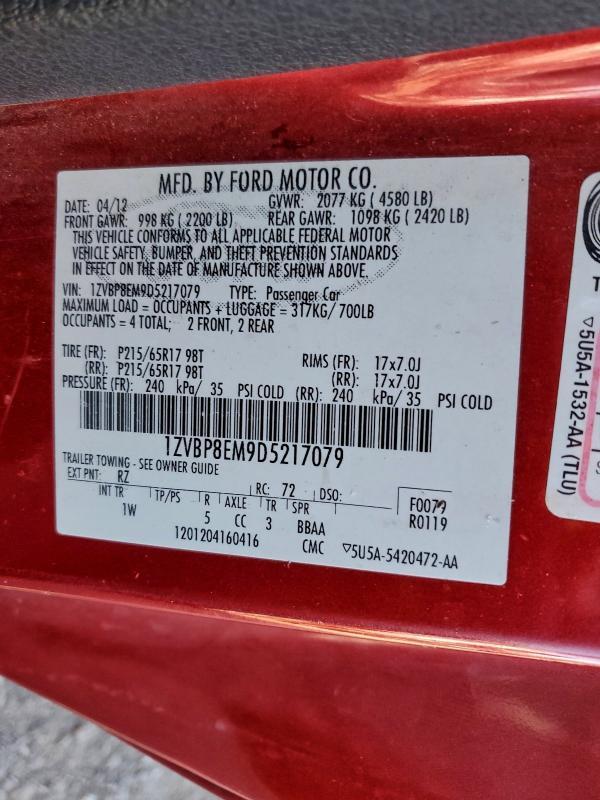 MFD. BY FORD MOTOR CO.
DATE: 04/12 GVWR: 2077 KG ( 4580 LB)
FRONT GAWR: 998 KG ( 2200 LB) REAR GAWR: 1098 KG ( 2420 LB)
THIS VEHICLE CONFORMS TO ALL APPLICABLE FEDERAL MOTOR
VEHICLE SAFETY, BUMPER, AND THEFT PREVENTION STANDARDS
IN EFFECT ON THE DATE OF MANUFACTURE SHOWN ABOVE.
VIN: 1ZVBP8EM9D5217079 TYPE: Passenger Car
MAXIMUM LOAD = OCCUPANTS + LUGGAGE = 317KG/ 700LB
OCCUPANTS = 4 TOTAL; 2 FRONT, 2 REAR
TIRE (FR): P215/65R17 98T RIMS (FR): 17x7.0J
(RR): P215/65R17 98T (RR): 17x7.0J
PRESSURE (FR): 240 kPa/ 35 PSI COLD (RR): 240 kPa/ 35 PSI COLD
1ZVBP8EM9D5217079
TRAILER TOWING - SEE OWNER GUIDE
EXT PNT: RZ RC: 72 DSO: F0079
INT TR TP/PS R AXLE TR SPR R0119
1W 5 CC 3 BBAA
1201204160416 CMC ▽5U5A-5420472-AA
▽5U5A-1532-AA (TLU)